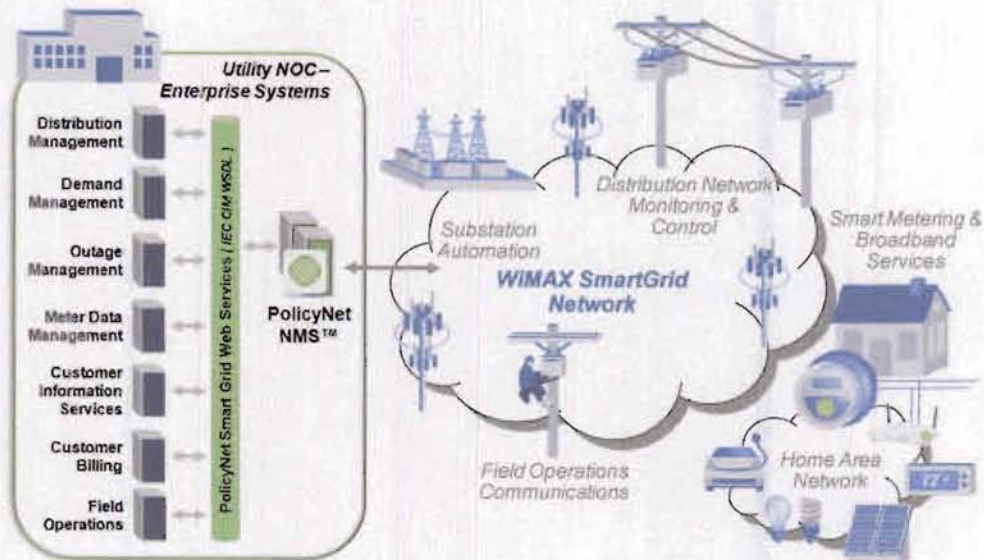 Utility NOC –
Enterprise Systems
Distribution
Management
Demand
Management
Outage
Management
Meter Data
Management
Customer
Information
Services
Customer
Billing
Field
Operations
PolicyNet Smart Grid Web Services ( IEC CIM WSDL )
PolicyNet
NMS™
Substation
Automation
Distribution Network
Monitoring &
Control
WiMAX SmartGrid
Network
Smart Metering &
Broadband
Services
Field Operations
Communications
Home Area
Network